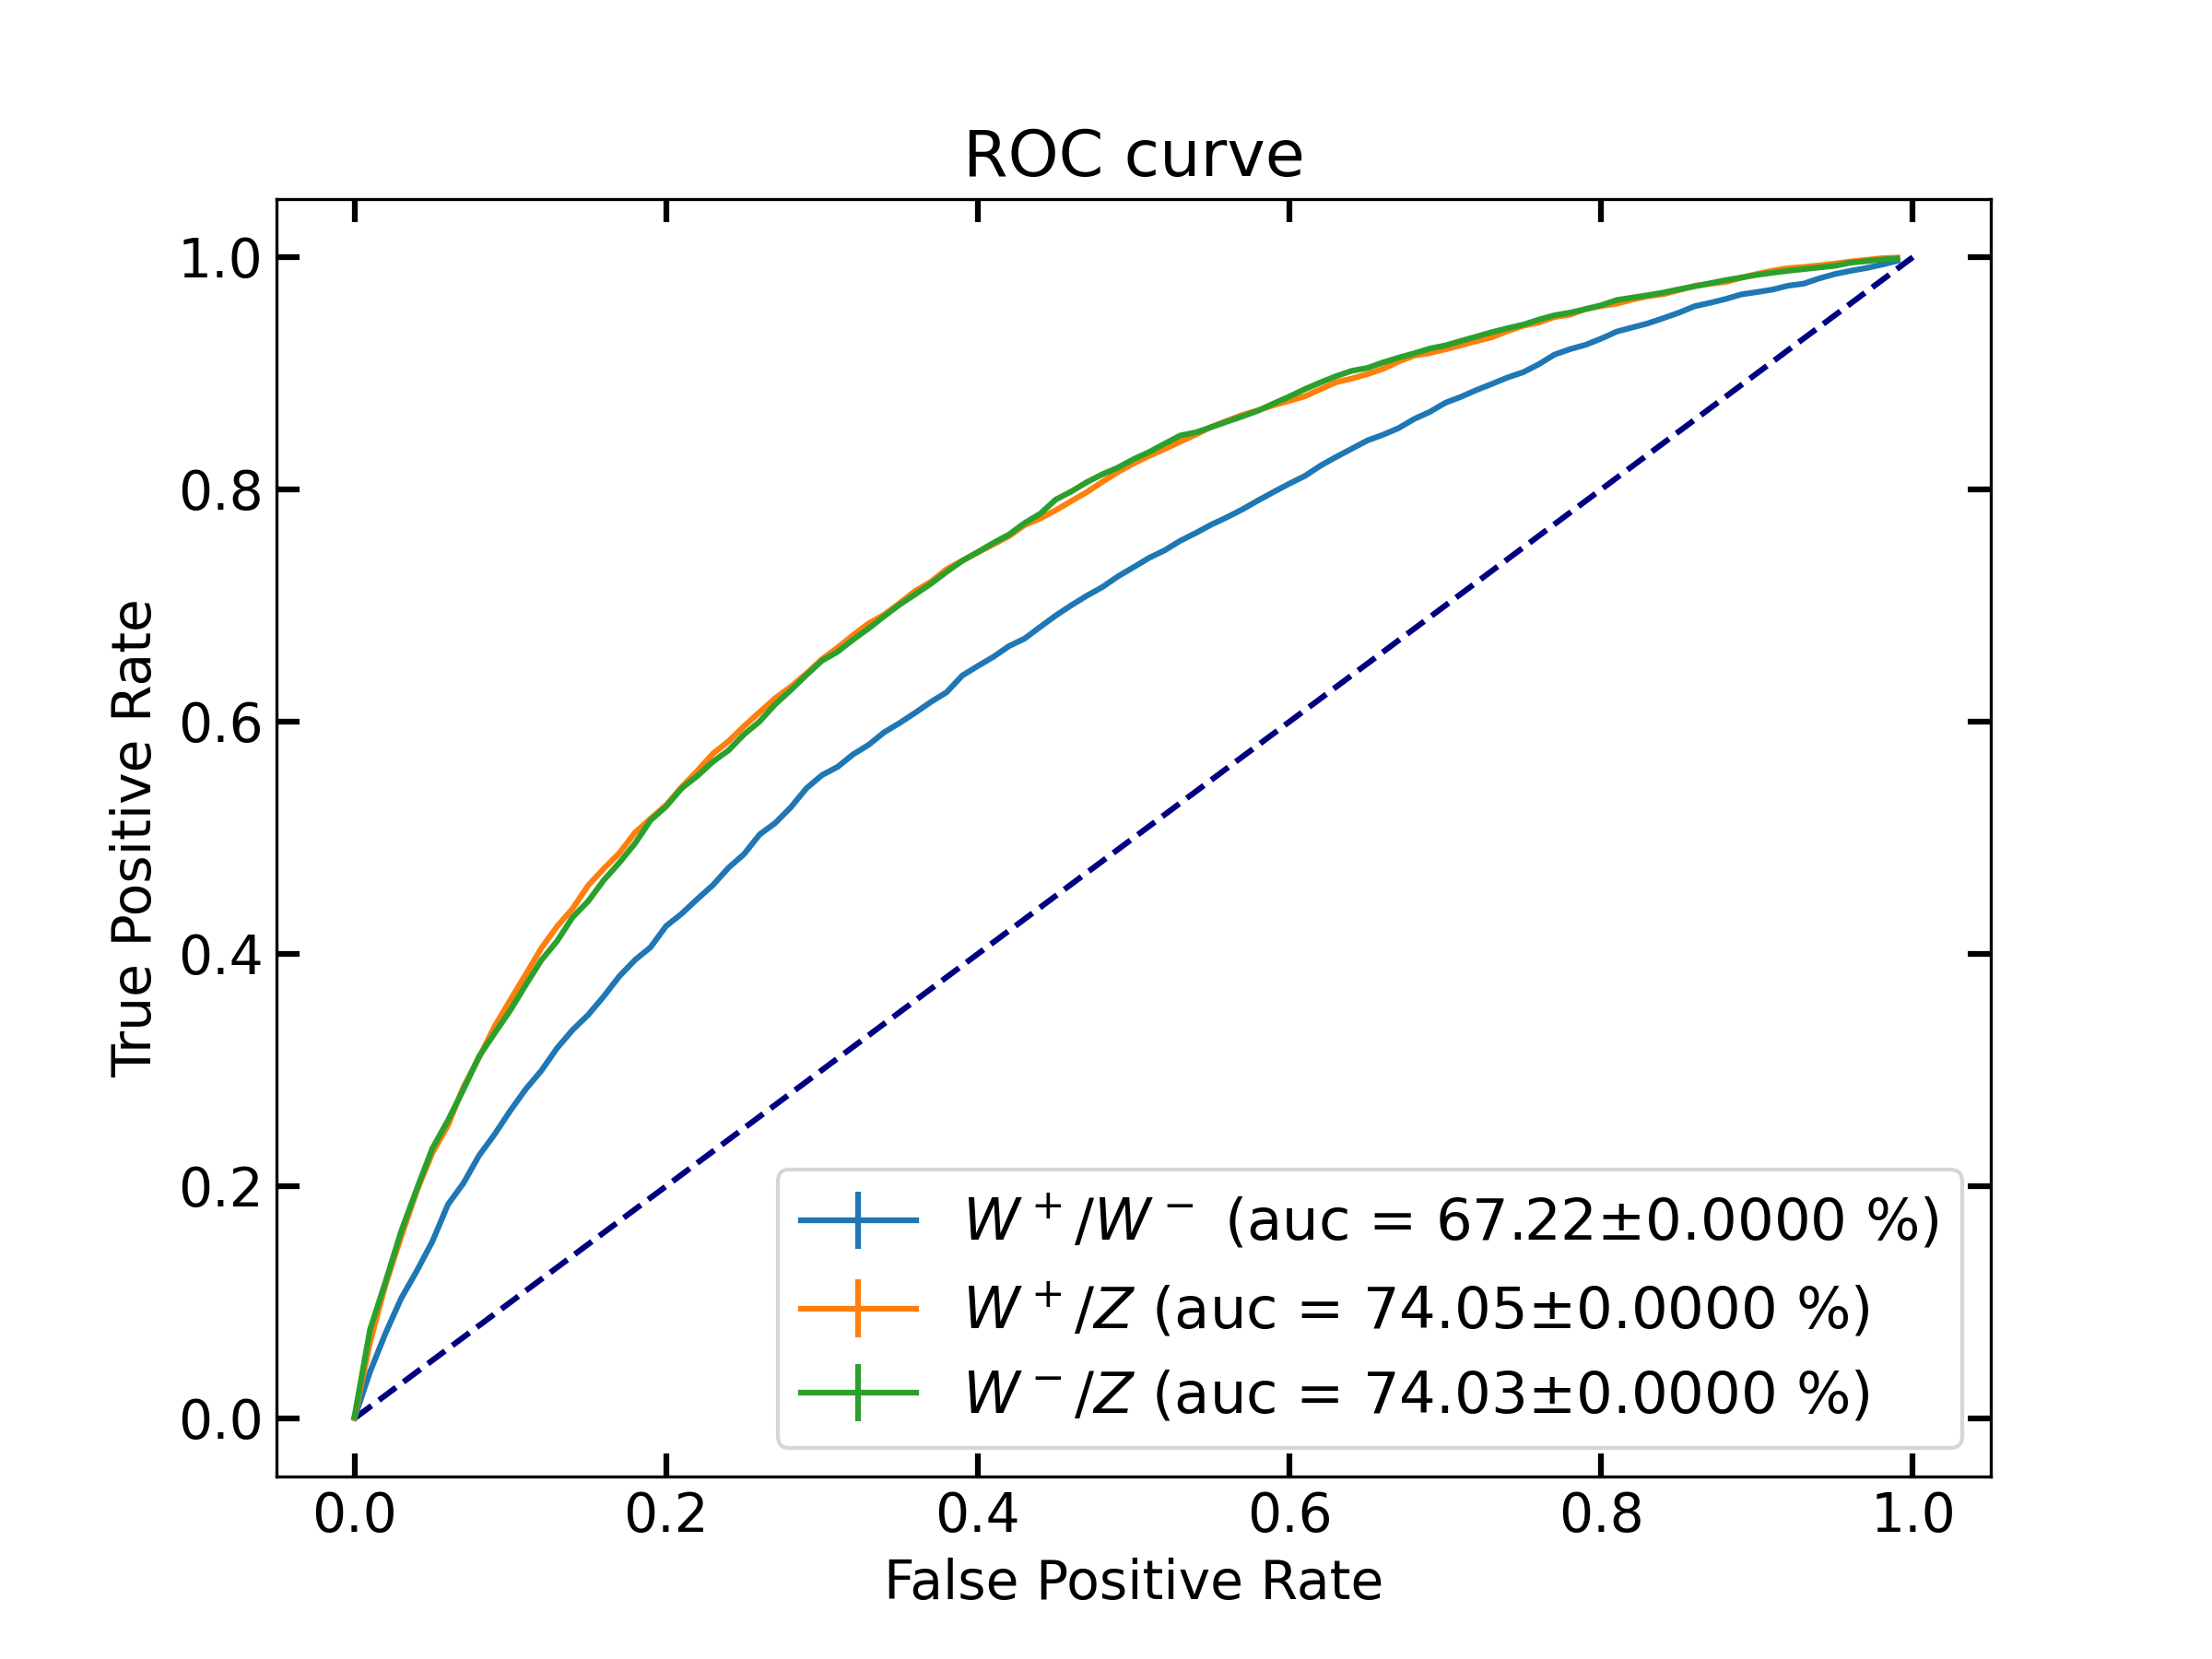 ROC curve
True Positive Rate
1.0
0.8
0.6
0.4
0.2
0.0
W⁺/W⁻ (auc = 67.22±0.0000 %)
W⁺/Z (auc = 74.05±0.0000 %)
W⁻/Z (auc = 74.03±0.0000 %)
0.0 0.2 0.4 0.6 0.8 1.0
False Positive Rate